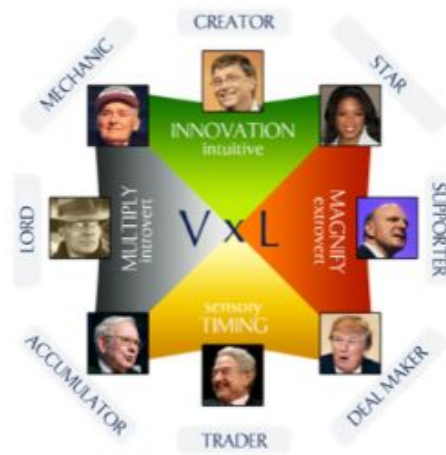 CREATOR
MECHANIC
STAR
INNOVATION
intuitive
LORD
MULTIPLY
introvert
V x L
MAGNIFY
extrovert
SUPPORTER
sensory
TIMING
ACCUMULATOR
DEAL MAKER
TRADER